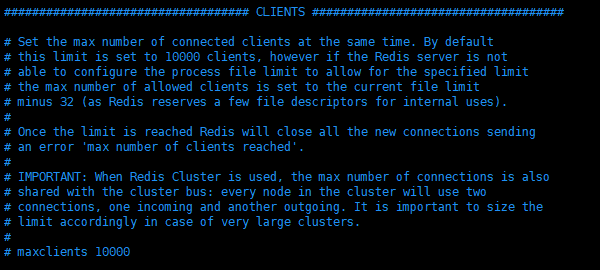 ################################### CLIENTS ####################################
# Set the max number of connected clients at the same time. By default
# this limit is set to 10000 clients, however if the Redis server is not
# able to configure the process file limit to allow for the specified limit
# the max number of allowed clients is set to the current file limit
# minus 32 (as Redis reserves a few file descriptors for internal uses).
#
# Once the limit is reached Redis will close all the new connections sending
# an error 'max number of clients reached'.
#
# IMPORTANT: When Redis Cluster is used, the max number of connections is also
# shared with the cluster bus: every node in the cluster will use two
# connections, one incoming and another outgoing. It is important to size the
# limit accordingly in case of very large clusters.
#
# maxclients 10000